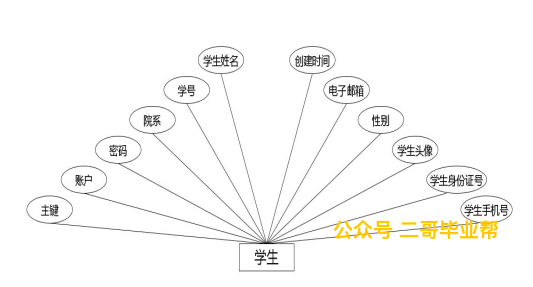 学生姓名
创建时间
学号
电子邮箱
院系
性别
密码
学生头像
账户
学生身份证号
主键
学生手机号
公众号 二哥毕业帮
学生